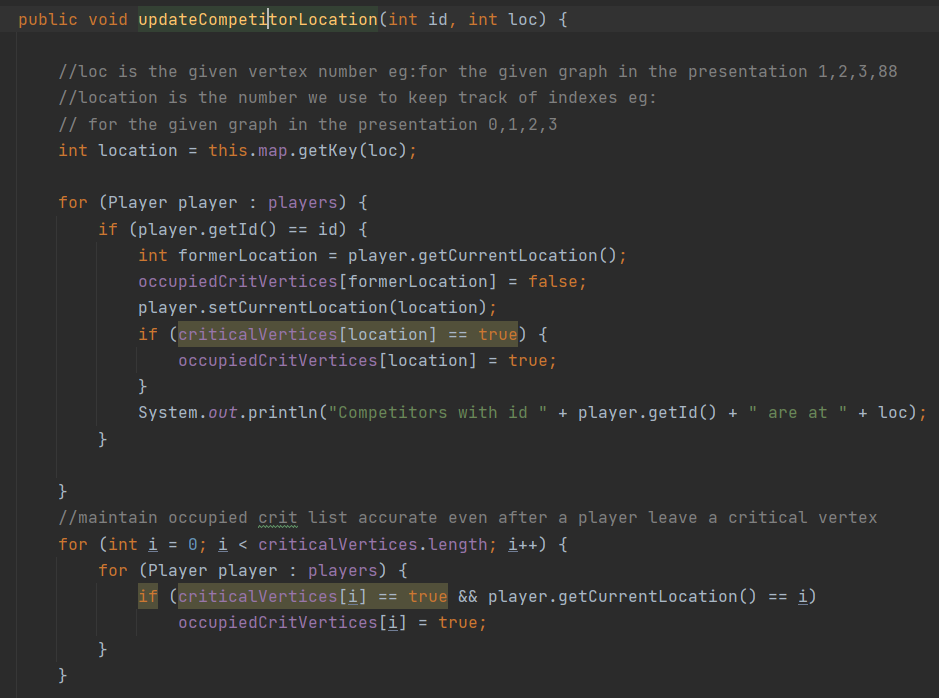 public void updateCompetitorLocation(int id, int loc) {
//loc is the given vertex number eg:for the given graph in the presentation 1,2,3,88
//location is the number we use to keep track of indexes eg:
// for the given graph in the presentation 0,1,2,3
int location = this.map.getKey(loc);
for (Player player : players) {
if (player.getId() == id) {
int formerLocation = player.getCurrentLocation();
occupiedCritVertices[formerLocation] = false;
player.setCurrentLocation(location);
if (criticalVertices[location] == true) {
occupiedCritVertices[location] = true;
}
System.out.println("Competitors with id " + player.getId() + " are at " + loc);
}
}
//maintain occupied crit list accurate even after a player leave a critical vertex
for (int i = 0; i < criticalVertices.length; i++) {
for (Player player : players) {
if (criticalVertices[i] == true && player.getCurrentLocation() == i)
occupiedCritVertices[i] = true;
}
}